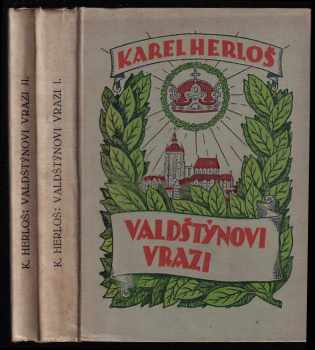 K. HERLOŠ: VALDŠTÝNOVI VRAZI II.
K. HERLOŠ: VALDŠTÝNOVI VRAZI I.
KAREL HERLOŠ
VALDŠTÝNOVI
VRAZI